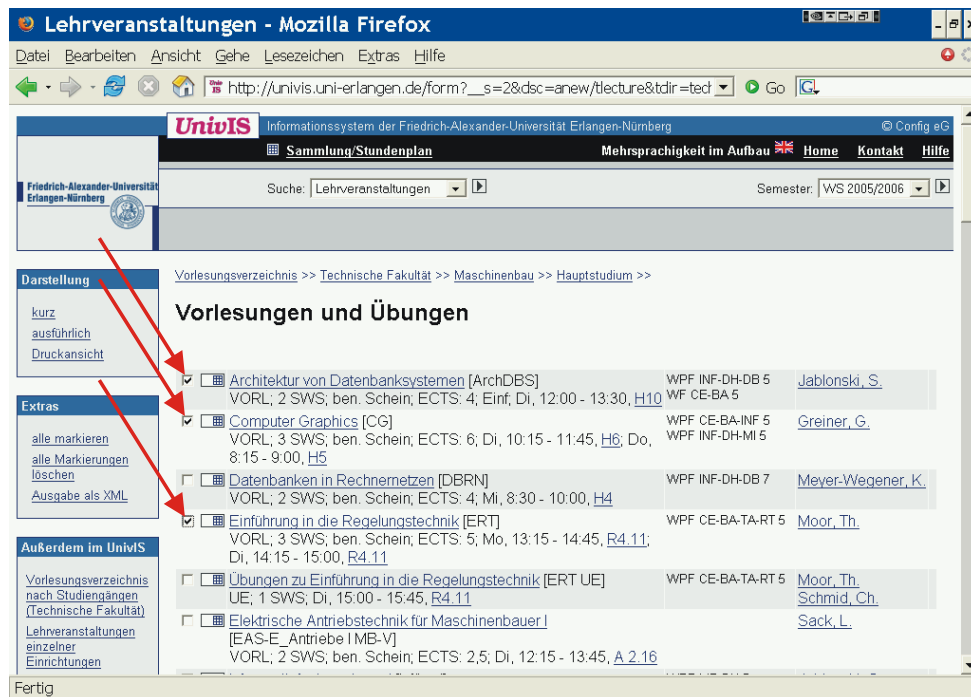 Lehrveranstaltungen - Mozilla Firefox
Datei Bearbeiten Ansicht Gehe Lesezeichen Extras Hilfe
http://univis.uni-erlangen.de/form?__s=2&dsc=anew/tlecture&tdir=tech Go
UnivIS Informationssystem der Friedrich-Alexander-Universität Erlangen-Nürnberg © Config eG
Sammlung/Stundenplan Mehrsprachigkeit im Aufbau Home Kontakt Hilfe
Friedrich-Alexander-Universität
Erlangen-Nürnberg
Suche: Lehrveranstaltungen Semester: WS 2005/2006
Darstellung
kurz
ausführlich
Druckansicht
Extras
alle markieren
alle Markierungen
löschen
Ausgabe als XML
Außerdem im UnivIS
Vorlesungsverzeichnis
nach Studiengängen
(Technische Fakultät)
Lehrveranstaltungen
einzelner
Einrichtungen
Vorlesungsverzeichnis >> Technische Fakultät >> Maschinenbau >> Hauptstudium >>
Vorlesungen und Übungen
Architektur von Datenbanksystemen [ArchDBS] WPF INF-DH-DB 5 Jablonski, S.
VORL; 2 SWS; ben. Schein; ECTS: 4; Einf; Di, 12:00 - 13:30, H10 WF CE-BA 5
Computer Graphics [CG] WPF CE-BA-INF 5 Greiner, G.
VORL; 3 SWS; ben. Schein; ECTS: 6; Di, 10:15 - 11:45, H6; Do, WPF INF-DH-MI 5
8:15 - 9:00, H5
Datenbanken in Rechnernetzen [DBRN] WPF INF-DH-DB 7 Meyer-Wegener, K.
VORL; 2 SWS; ben. Schein; ECTS: 4; Mi, 8:30 - 10:00, H4
Einführung in die Regelungstechnik [ERT] WPF CE-BA-TA-RT 5 Moor, Th.
VORL; 3 SWS; ben. Schein; ECTS: 5; Mo, 13:15 - 14:45, R4.11;
Di, 14:15 - 15:00, R4.11
Übungen zu Einführung in die Regelungstechnik [ERT UE] WPF CE-BA-TA-RT 5 Moor, Th.
UE; 1 SWS; Di, 15:00 - 15:45, R4.11 Schmid, Ch.
Elektrische Antriebstechnik für Maschinenbauer I Sack, L.
[EAS-E_Antriebe I MB-V]
VORL; 2 SWS; ben. Schein; ECTS: 2,5; Di, 12:15 - 13:45, A 2.16
Fertig